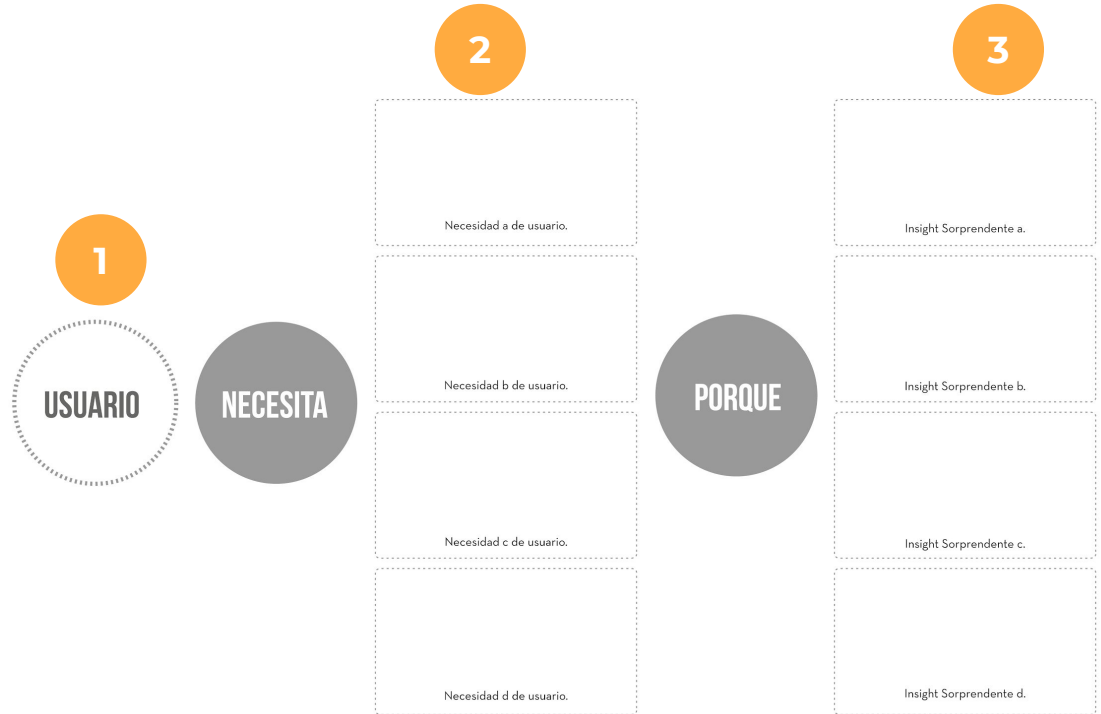 1
USUARIO
NECESITA
2
Necesidad a de usuario.
Necesidad b de usuario.
Necesidad c de usuario.
Necesidad d de usuario.
PORQUE
3
Insight Sorprendente a.
Insight Sorprendente b.
Insight Sorprendente c.
Insight Sorprendente d.